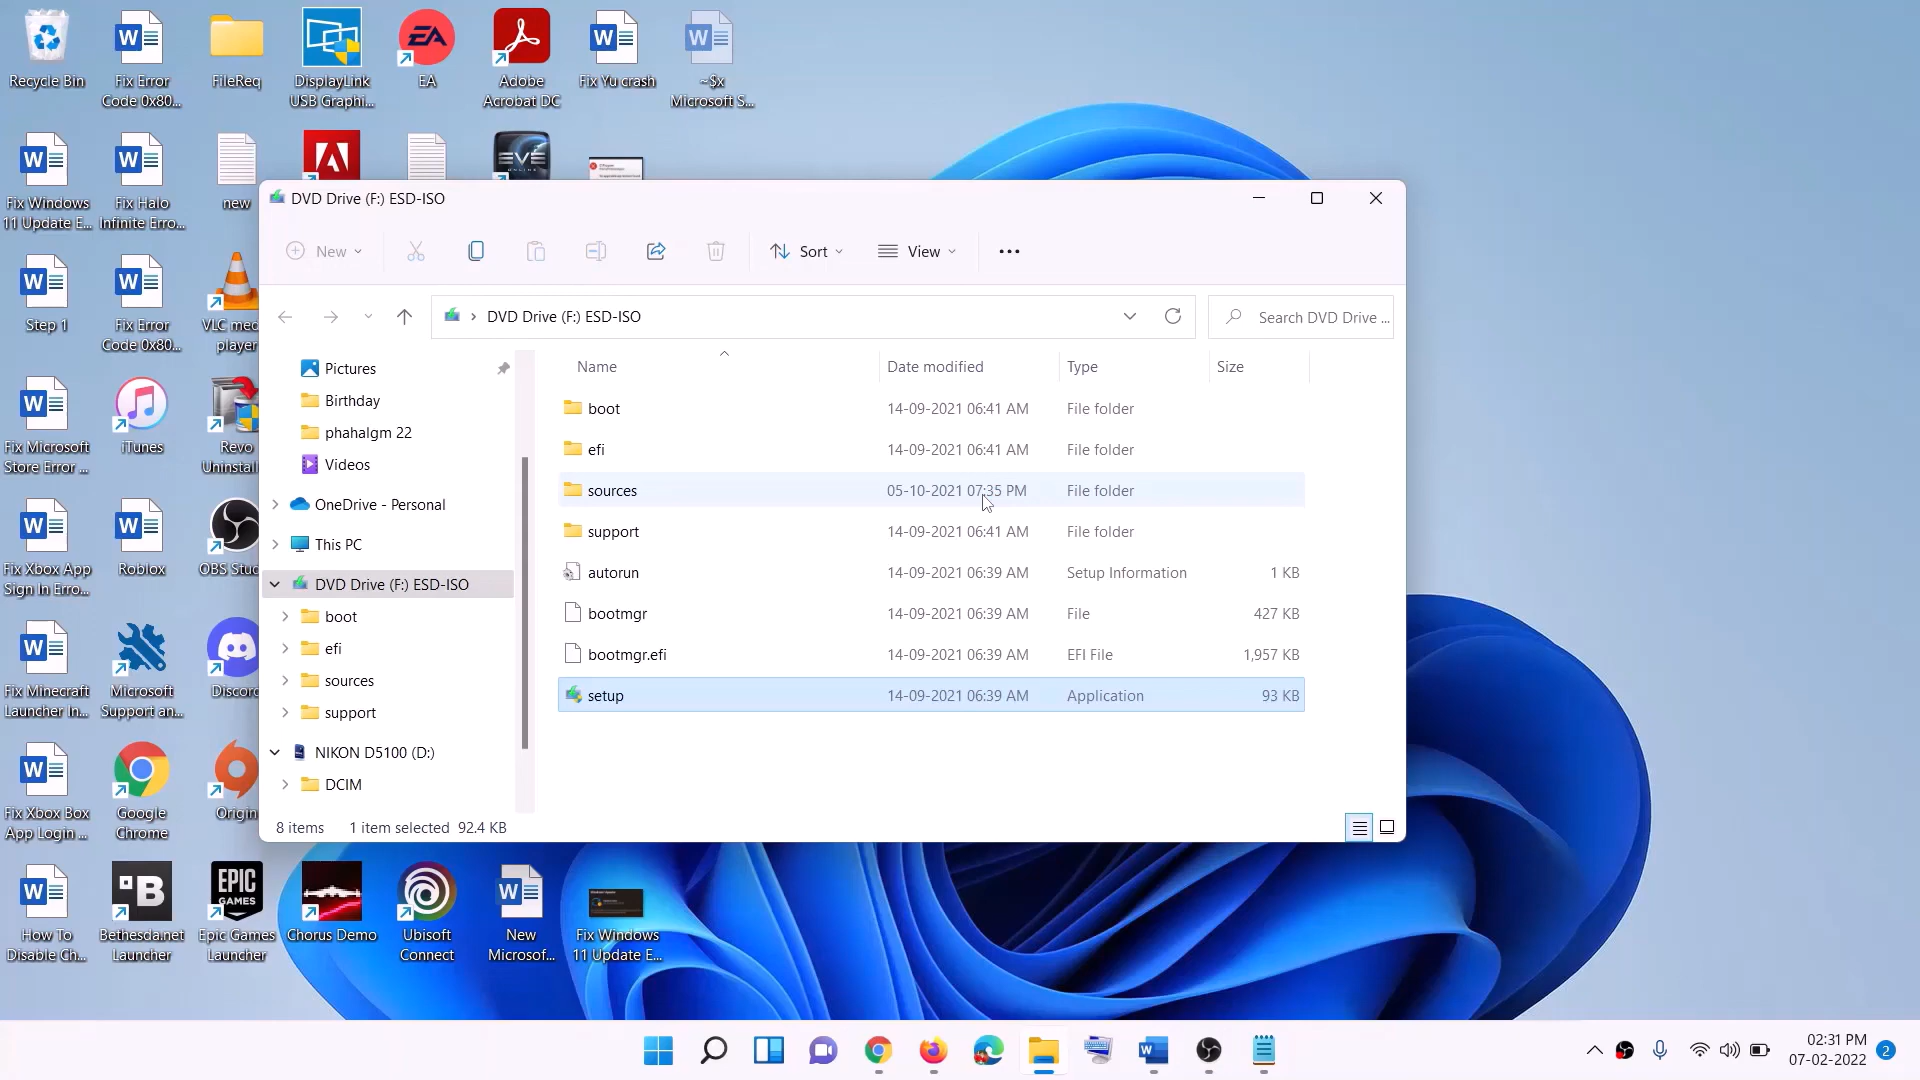 Recycle Bin
Fix Error
Code 0x80...
FileReq
DisplayLink
USB Graphi...
EA
Adobe
Acrobat DC
Fix Yu crash
~$x
Microsoft S...
Fix Windows
11 Update E...
Fix Halo
Infinite Erro...
new
EVE
ONLINE
Step 1
Fix Error
Code 0x80...
VLC med
player
Fix Microsoft
Store Error ...
iTunes
Revo
Uninstall
Fix Xbox App
Sign In Erro...
Roblox
OBS Stud
Fix Minecraft
Launcher In...
Microsoft
Support an...
Discord
Fix Xbox Box
App Login ...
Google
Chrome
Origin
How To
Disable Ch...
Bethesda.net
Launcher
EPIC
GAMES
Epic Games
Launcher
Chorus Demo
Ubisoft
Connect
New
Microsof...
Fix Windows
11 Update E...
DVD Drive (F:) ESD-ISO
New
Sort
View
DVD Drive (F:) ESD-ISO
Search DVD Drive ...
Pictures
Birthday
phahalgm 22
Videos
OneDrive - Personal
This PC
DVD Drive (F:) ESD-ISO
boot
efi
sources
support
NIKON D5100 (D:)
DCIM
Name Date modified Type Size
boot 14-09-2021 06:41 AM File folder
efi 14-09-2021 06:41 AM File folder
sources 05-10-2021 07:35 PM File folder
support 14-09-2021 06:41 AM File folder
autorun 14-09-2021 06:39 AM Setup Information 1 KB
bootmgr 14-09-2021 06:39 AM File 427 KB
bootmgr.efi 14-09-2021 06:39 AM EFI File 1,957 KB
setup 14-09-2021 06:39 AM Application 93 KB
8 items 1 item selected 92.4 KB
02:31 PM
07-02-2022
2